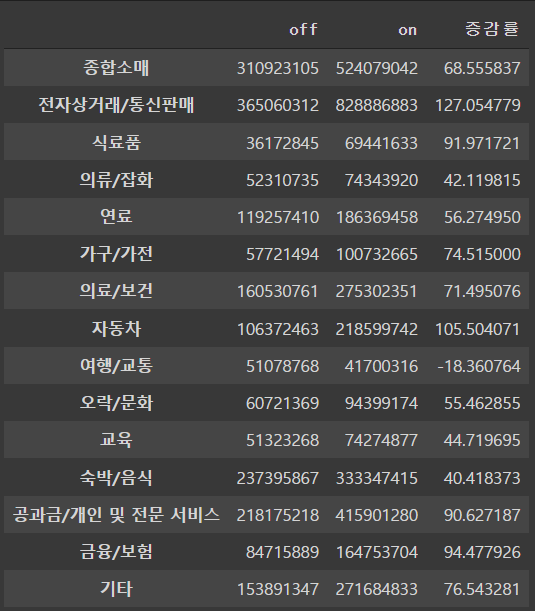 off on 증감률
종합소매 310923105 524079042 68.555837
전자상거래/통신판매 365060312 828886883 127.054779
식료품 36172845 69441633 91.971721
의류/잡화 52310735 74343920 42.119815
연료 119257410 186369458 56.274950
가구/가전 57721494 100732665 74.515000
의료/보건 160530761 275302351 71.495076
자동차 106372463 218599742 105.504071
여행/교통 51078768 41700316 -18.360764
오락/문화 60721369 94399174 55.462855
교육 51323268 74274877 44.719695
숙박/음식 237395867 333347415 40.418373
공과금/개인 및 전문 서비스 218175218 415901280 90.627187
금융/보험 84715889 164753704 94.477926
기타 153891347 271684833 76.543281